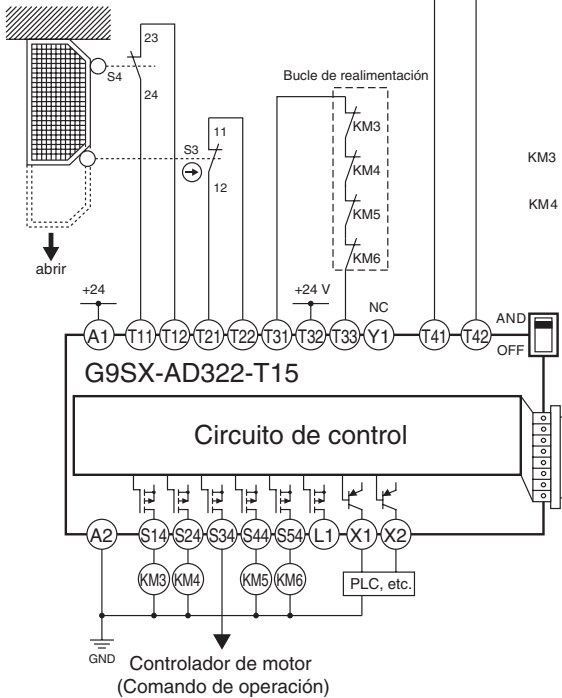 23
S4
24
Bucle de realimentación
11
S3
12
KM3
KM4
KM5
KM6
KM3
KM4
abrir
+24
+24 V
NC
AND
OFF
A1 T11 T12 T21 T22 T31 T32 T33 Y1 T41 T42
G9SX-AD322-T15
Circuito de control
A2 S14 S24 S34 S44 S54 L1 X1 X2
KM3 KM4 KM5 KM6
PLC, etc.
GND
Controlador de motor
(Comando de operación)